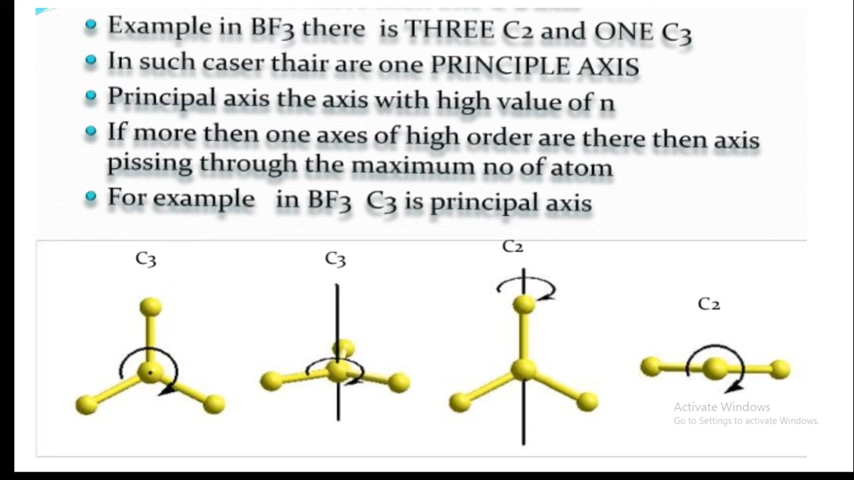 Example in BF3 there is THREE C2 and ONE C3
In such caser thair are one PRINCIPLE AXIS
Principal axis the axis with high value of n
If more then one axes of high order are there then axis
pissing through the maximum no of atom
For example in BF3 C3 is principal axis
C3
C3
C2
C2
Activate Windows
Go to Settings to activate Windows.